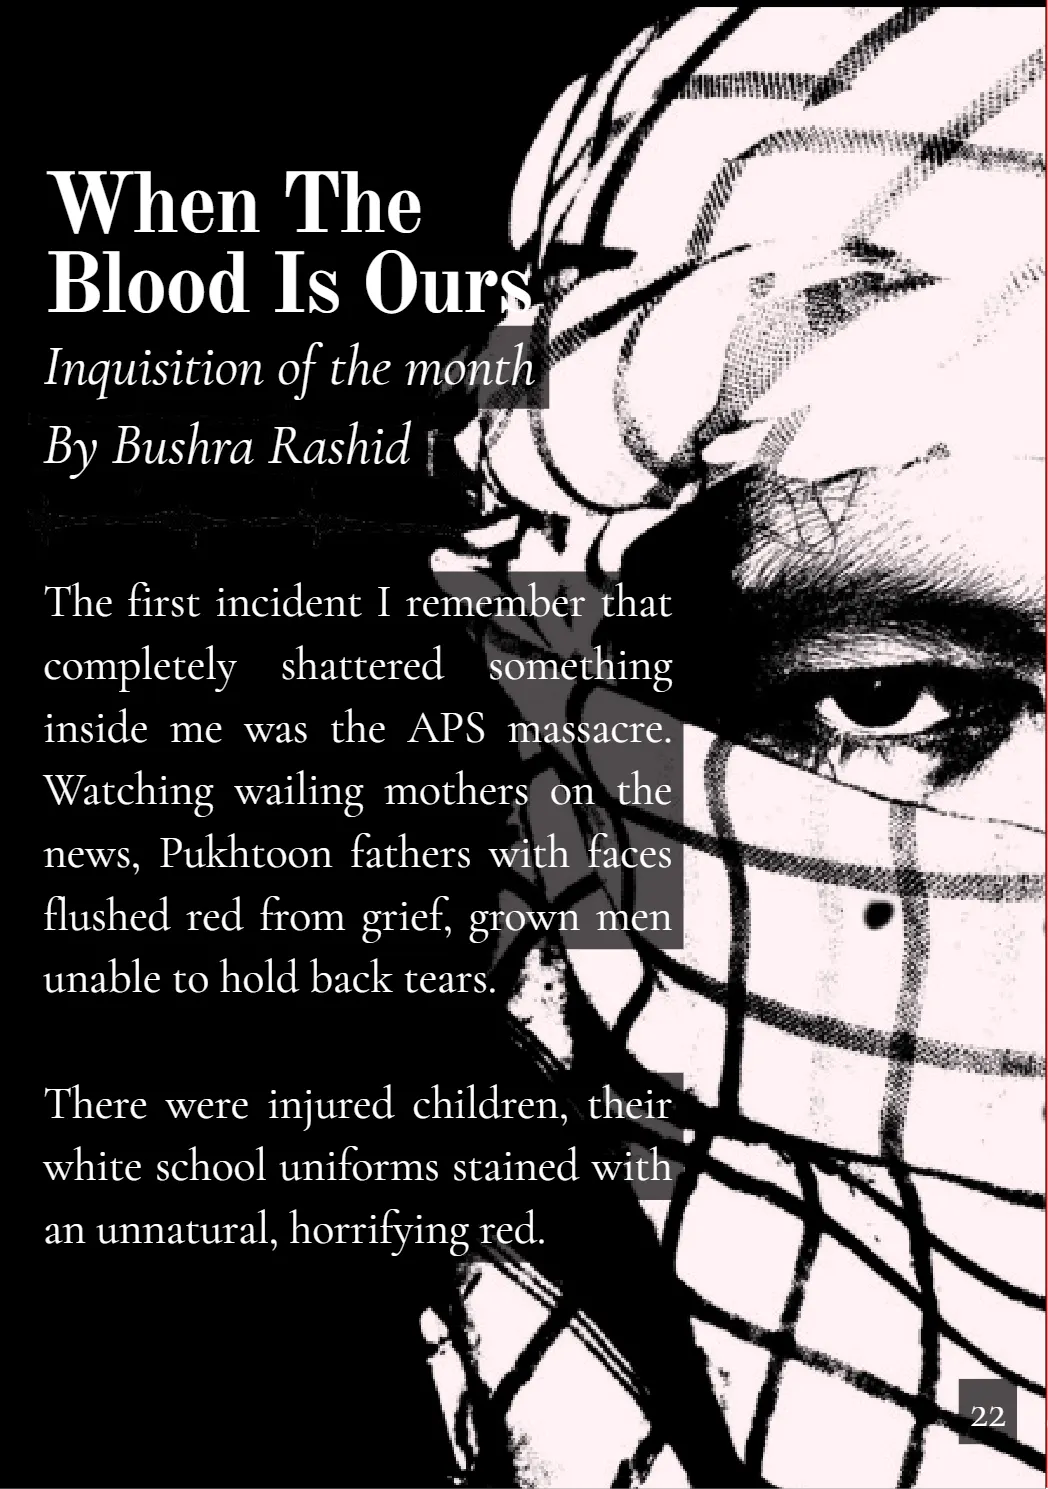 When The
Blood Is Ours
Inquisition of the month
By Bushra Rashid
The first incident I remember that
completely shattered something
inside me was the APS massacre.
Watching wailing mothers on the
news, Pukhtoon fathers with faces
flushed red from grief, grown men
unable to hold back tears.
There were injured children, their
white school uniforms stained with
an unnatural, horrifying red.
22